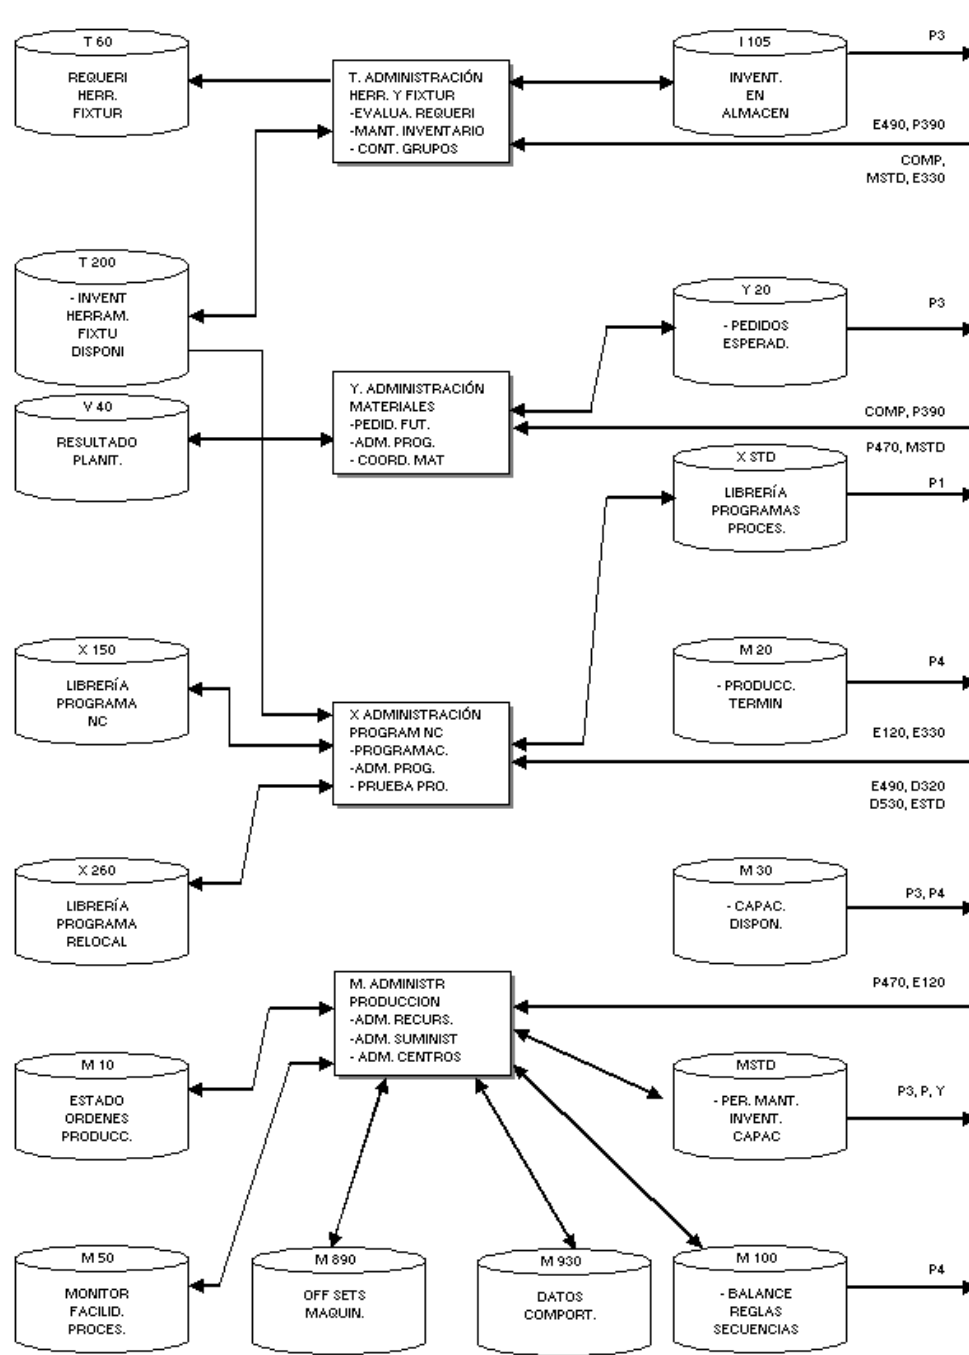 T 60
REQUERI
HERR.
FIXTUR
T. ADMINISTRACIÓN
HERR. Y FIXTUR
-EVALUA. REQUERI
-MANT. INVENTARIO
- CONT. GRUPOS
I 105
INVENT.
EN
ALMACEN
P3
E490, P390
COMP,
MSTD, E330
T 200
- INVENT
HERRAM.
FIXTU
DISPONI
Y 20
- PEDIDOS
ESPERAD.
P3
V 40
RESULTADO
PLANIT.
Y. ADMINISTRACIÓN
MATERIALES
-PEDID. FUT.
-ADM. PROG.
- COORD. MAT
COMP, P390
P470, MSTD
X STD
LIBRERÍA
PROGRAMAS
PROCES.
P1
X 150
LIBRERÍA
PROGRAMA
NC
X ADMINISTRACIÓN
PROGRAM NC
-PROGRAMAC.
-ADM. PROG.
- PRUEBA PRO.
M 20
- PRODUCC.
TERMIN
P4
E120, E330
E490, D320
D530, ESTD
X 260
LIBRERÍA
PROGRAMA
RELOCAL
M 30
- CAPAC.
DISPON.
P3, P4
M. ADMINISTR
PRODUCCION
-ADM. RECURS.
-ADM. SUMINIST
- ADM. CENTROS
P470, E120
M 10
ESTADO
ORDENES
PRODUCC.
MSTD
- PER. MANT.
INVENT.
CAPAC
P3, P, Y
M 50
MONITOR
FACILID.
PROCES.
M 890
OFF SETS
MAQUIN.
M 930
DATOS
COMPORT.
M 100
- BALANCE
REGLAS
SECUENCIAS
P4